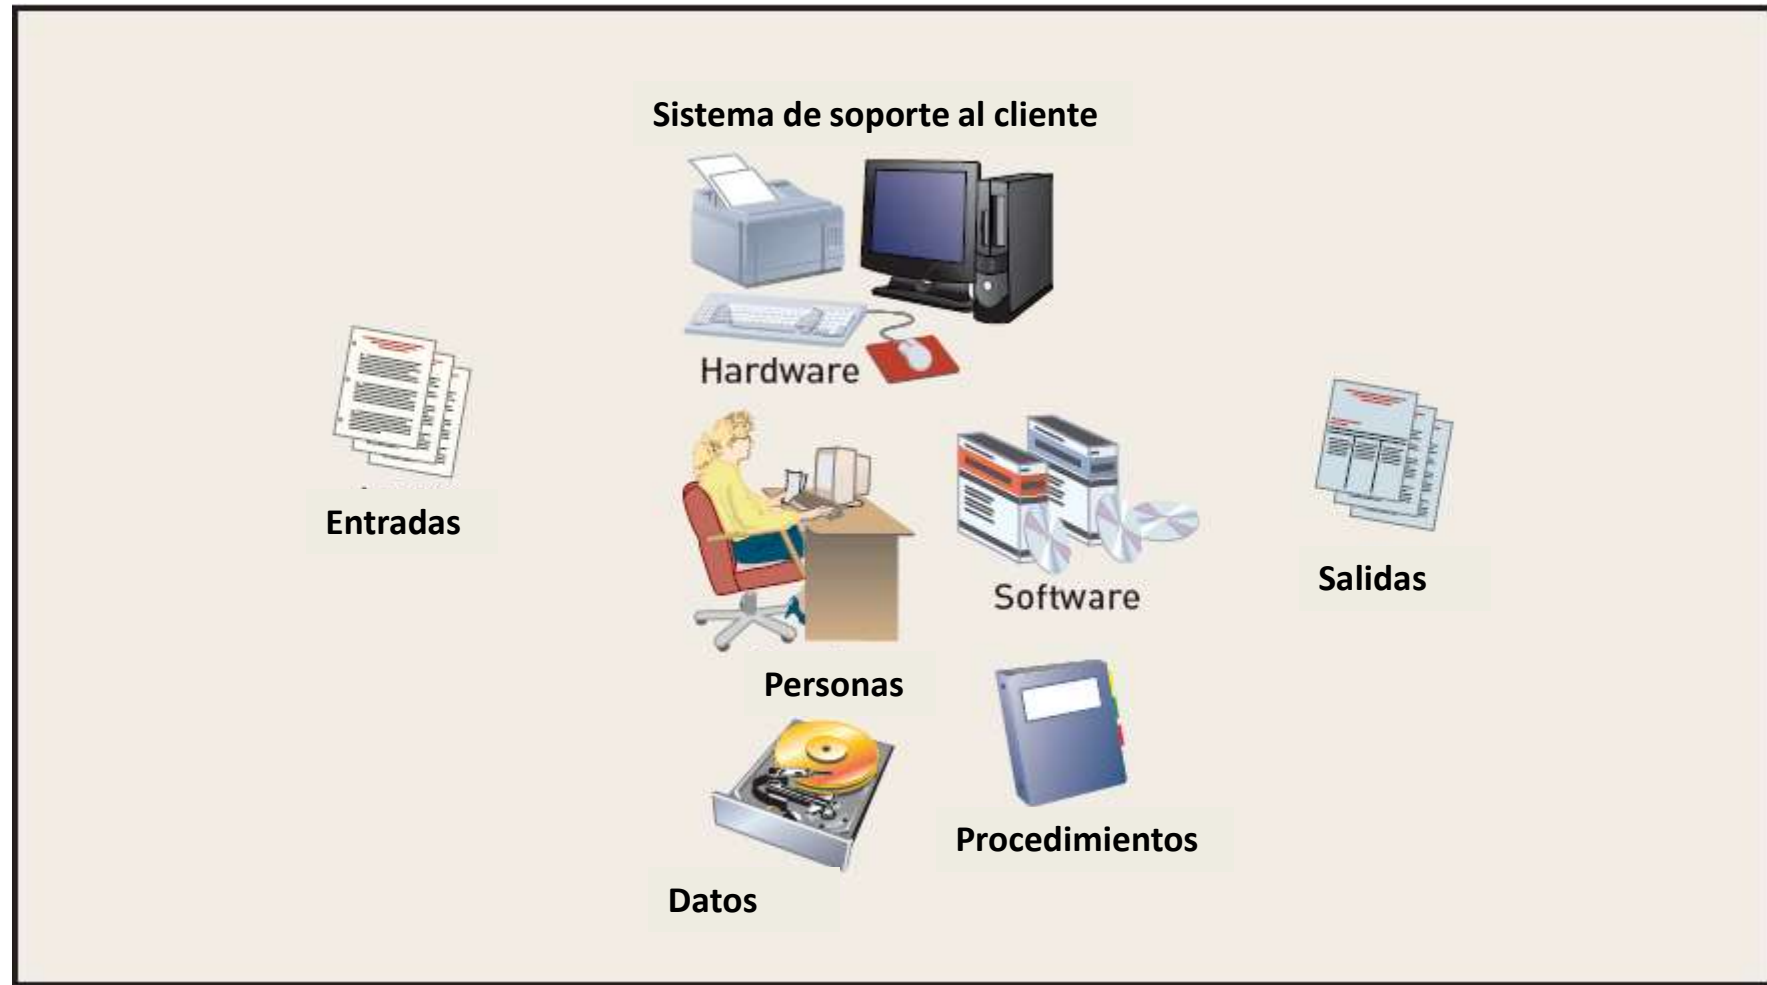 Sistema de soporte al cliente
Hardware
Entradas
Software
Salidas
Personas
Procedimientos
Datos